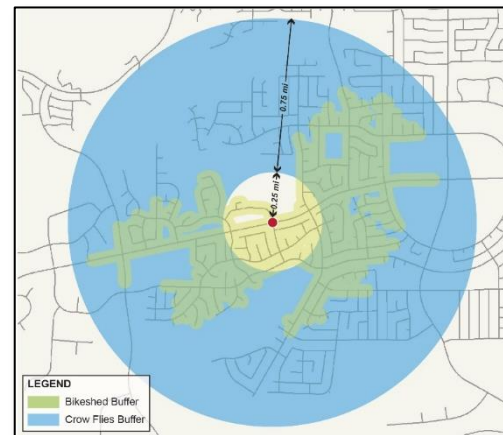 0.75 mi
0.25 mi
LEGEND
Bikeshed Buffer
Crow Flies Buffer